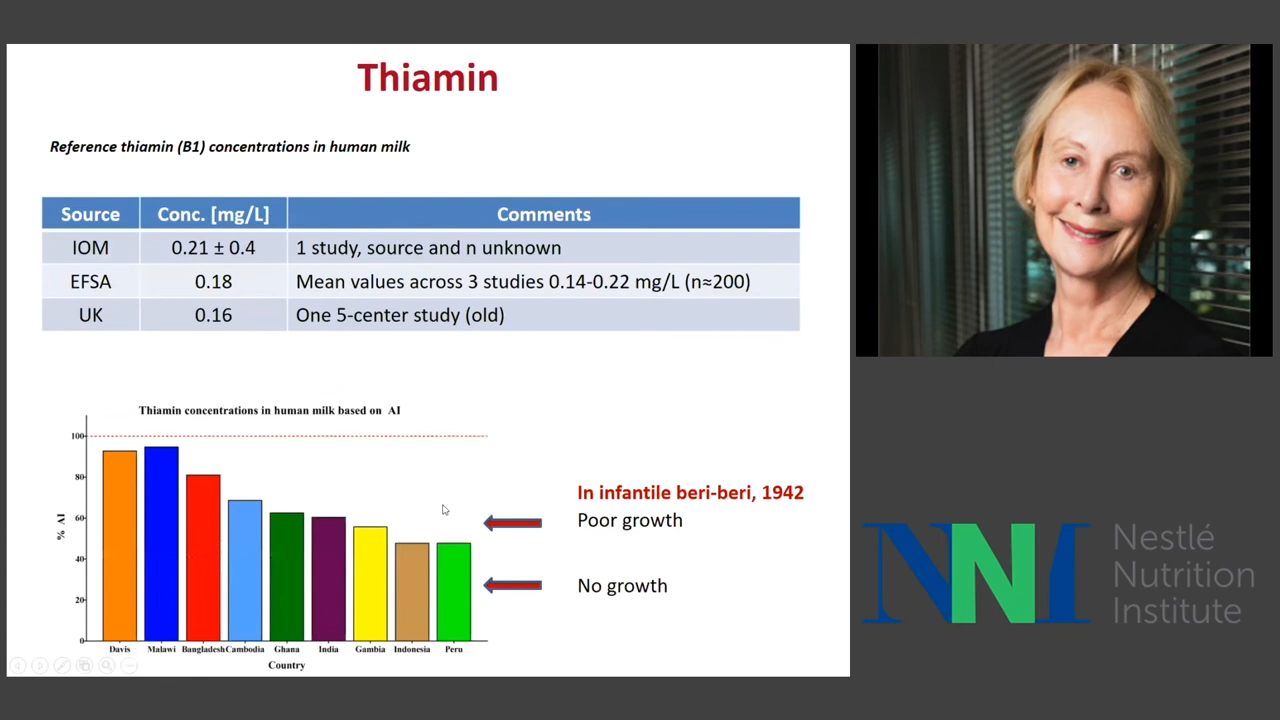 Thiamin
Reference thiamin (B1) concentrations in human milk
Source Conc. [mg/L] Comments
IOM 0.21 ± 0.4 1 study, source and n unknown
EFSA 0.18 Mean values across 3 studies 0.14-0.22 mg/L (n≈200)
UK 0.16 One 5-center study (old)
Thiamin concentrations in human milk based on AI
100
80
60
40
20
0
% AI
Davis Malawi Bangladesh Cambodia Ghana India Gambia Indonesia Peru
Country
In infantile beri-beri, 1942
Poor growth
No growth
NNI
Nestlé
Nutrition
Institute